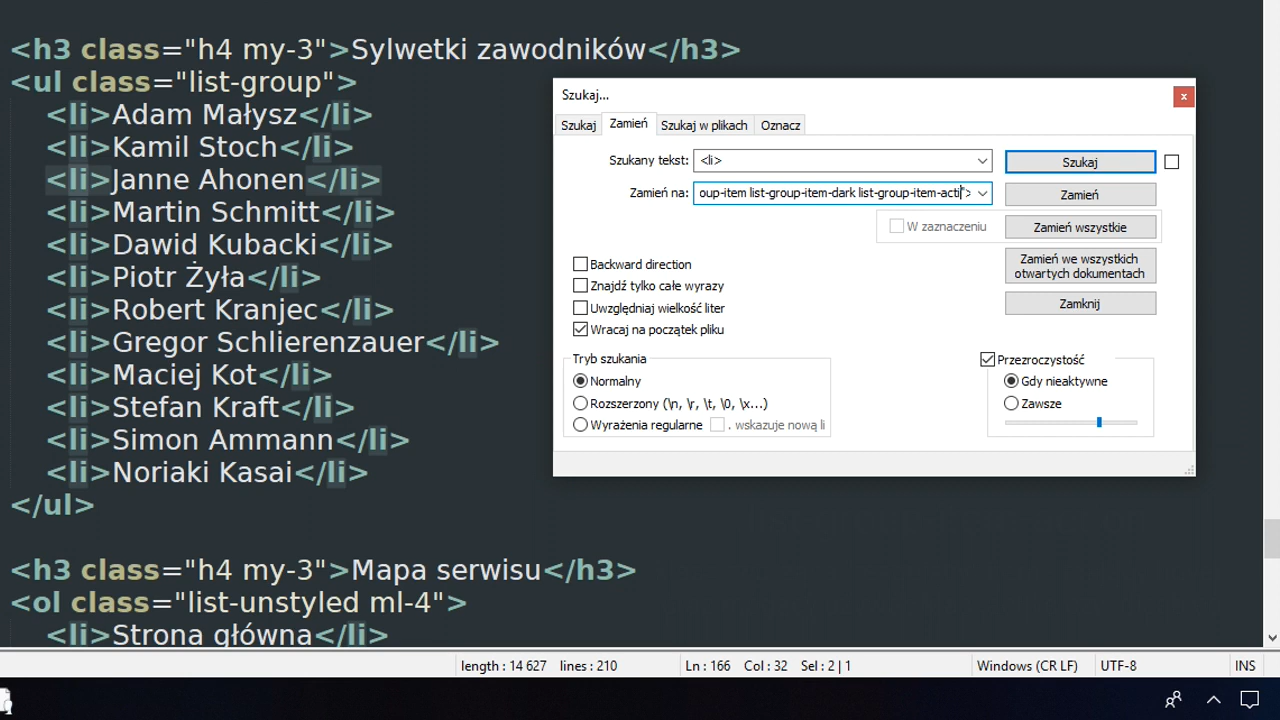 <h3 class="h4 my-3">Sylwetki zawodników</h3>
<ul class="list-group">
<li>Adam Małysz</li>
<li>Kamil Stoch</li>
<li>Janne Ahonen</li>
<li>Martin Schmitt</li>
<li>Dawid Kubacki</li>
<li>Piotr Żyła</li>
<li>Robert Kranjec</li>
<li>Gregor Schlierenzauer</li>
<li>Maciej Kot</li>
<li>Stefan Kraft</li>
<li>Simon Ammann</li>
<li>Noriaki Kasai</li>
</ul>
<h3 class="h4 my-3">Mapa serwisu</h3>
<ol class="list-unstyled ml-4">
<li>Strona główna</li>
Szukaj...
x
Szukaj Zamień Szukaj w plikach Oznacz
Szukany tekst: <li> Szukaj
Zamień na: oup-item list-group-item-dark list-group-item-acti"> Zamień
W zaznaczeniu Zamień wszystkie
Zamień we wszystkich
otwartych dokumentach
Backward direction
Znajdź tylko całe wyrazy
Zamknij
Uwzględniaj wielkość liter
Wracaj na początek pliku
Tryb szukania
Normalny
Rozszerzony (\n, \r, \t, \0, \x...)
Wyrażenia regularne . wskazuje nową li
Przezroczystość
Gdy nieaktywne
Zawsze
length : 14 627 lines : 210 Ln : 166 Col : 32 Sel : 2 | 1 Windows (CR LF) UTF-8 INS